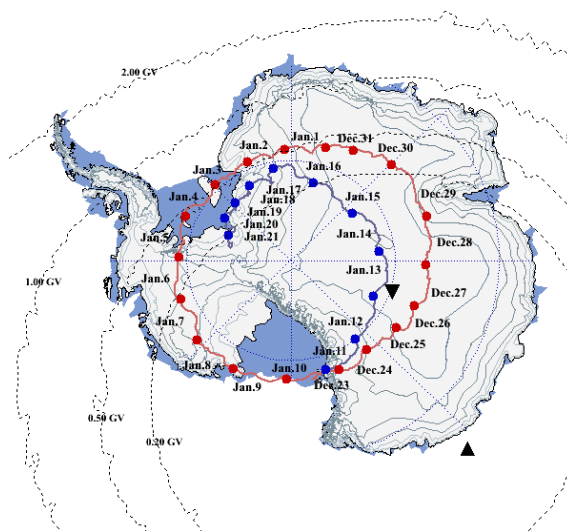 2.00 GV
Jan.2
Jan.1
Dec.31
Dec.30
Jan.3
Jan.16
Jan.4
Jan.17
Jan.18
Jan.15
Dec.29
Jan.19
Jan.20
Jan.5
Jan.21
Jan.14
Dec.28
Jan.13
Jan.6
1.00 GV
Dec.27
Jan.7
Jan.12
Dec.26
Dec.25
Jan.11
Jan.8
Jan.10
Dec.24
Jan.9
Dec.23
0.50 GV
0.20 GV